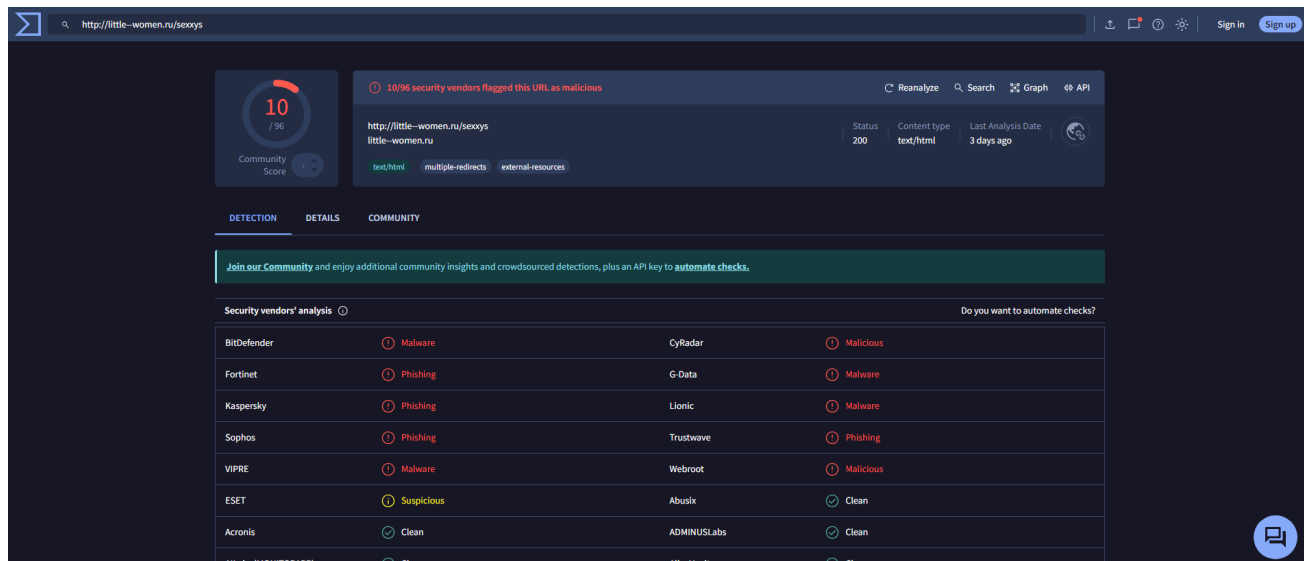 http://little--women.ru/sexxys
Sign in
Sign up
10
/ 96
Community
Score
10/96 security vendors flagged this URL as malicious
Reanalyze
Search
Graph
API
http://little--women.ru/sexxys
little--women.ru
Status
200
Content type
text/html
Last Analysis Date
3 days ago
text/html
multiple-redirects
external-resources
DETECTION
DETAILS
COMMUNITY
Join our Community and enjoy additional community insights and crowdsourced detections, plus an API key to automate checks.
Security vendors' analysis
Do you want to automate checks?
BitDefender Malware CyRadar Malicious
Fortinet Phishing G-Data Malware
Kaspersky Phishing Lionic Malware
Sophos Phishing Trustwave Phishing
VIPRE Malware Webroot Malicious
ESET Suspicious Abusix Clean
Acronis Clean ADMINUSLabs Clean